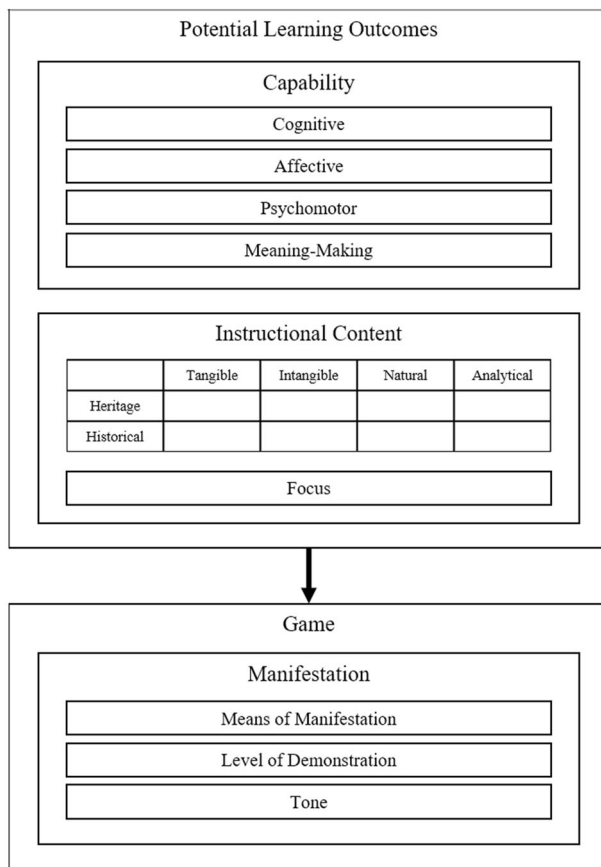 Potential Learning Outcomes
Capability
Cognitive
Affective
Psychomotor
Meaning-Making
Instructional Content
Tangible Intangible Natural Analytical
Heritage
Historical
Focus
Game
Manifestation
Means of Manifestation
Level of Demonstration
Tone